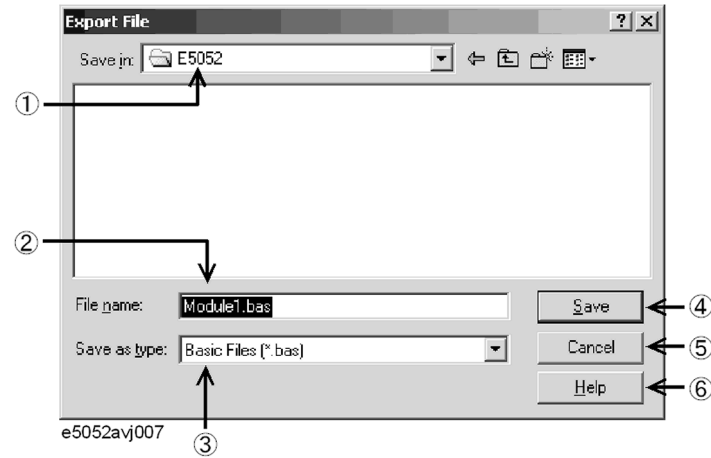 Export File
Save in: E5052
①
②
File name: Module1.bas Save ④
Save as type: Basic Files (*.bas) Cancel ⑤
Help ⑥
e5052avj007
③